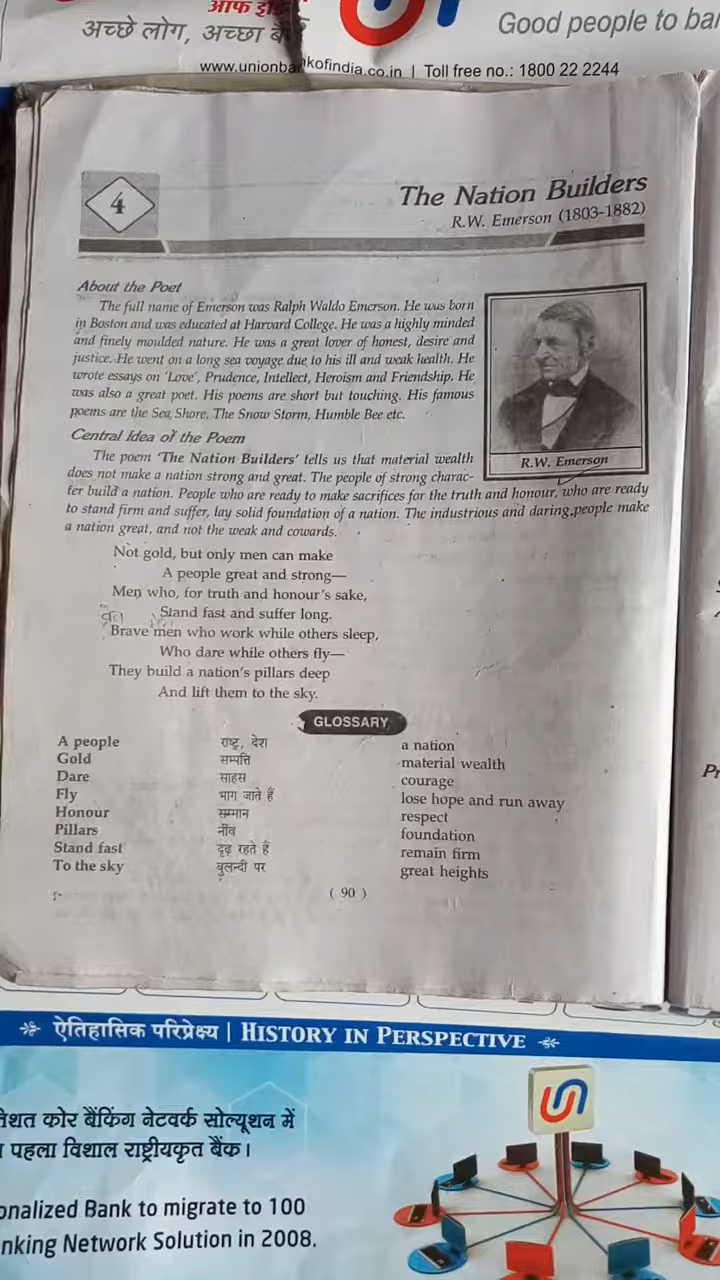 आफ इंडि
अच्छे लोग, अच्छा बैं
Good people to ban
www.unionbankofindia.co.in | Toll free no.: 1800 22 2244
4
The Nation Builders
R.W. Emerson (1803-1882)
About the Poet
The full name of Emerson was Ralph Waldo Emerson. He was born
in Boston and was educated at Harvard College. He was a highly minded
and finely moulded nature. He was a great lover of honest, desire and
justice. He went on a long sea voyage due to his ill and weak health. He
wrote essays on 'Love', Prudence, Intellect, Heroism and Friendship. He
was also a great poet. His poems are short but touching. His famous
poems are the Sea Shore, The Snow Storm, Humble Bee etc.
R.W. Emerson
Central Idea of the Poem
The poem 'The Nation Builders' tells us that material wealth
does not make a nation strong and great. The people of strong charac-
ter build a nation. People who are ready to make sacrifices for the truth and honour, who are ready
to stand firm and suffer, lay solid foundation of a nation. The industrious and daring people make
a nation great, and not the weak and cowards.
Not gold, but only men can make
A people great and strong—
Men who, for truth and honour's sake,
Stand fast and suffer long.
Brave men who work while others sleep,
Who dare while others fly—
They build a nation's pillars deep
And lift them to the sky.
GLOSSARY
A people राष्ट्र, देश a nation
Gold सम्पत्ति material wealth
Dare साहस courage
Fly भाग जाते हैं lose hope and run away
Honour सम्मान respect
Pillars नींव foundation
Stand fast दृढ़ रहते हैं remain firm
To the sky बुलन्दी पर great heights
( 90 )
Pr
ऐतिहासिक परिप्रेक्ष्य | HISTORY IN PERSPECTIVE
तिशत कोर बैंकिंग नेटवर्क सोल्यूशन में
पहला विशाल राष्ट्रीयकृत बैंक।
onalized Bank to migrate to 100
nking Network Solution in 2008.